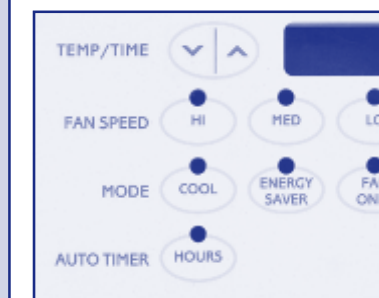 TEMP/TIME
FAN SPEED HI MED
MODE COOL ENERGY
SAVER
AUTO TIMER HOURS